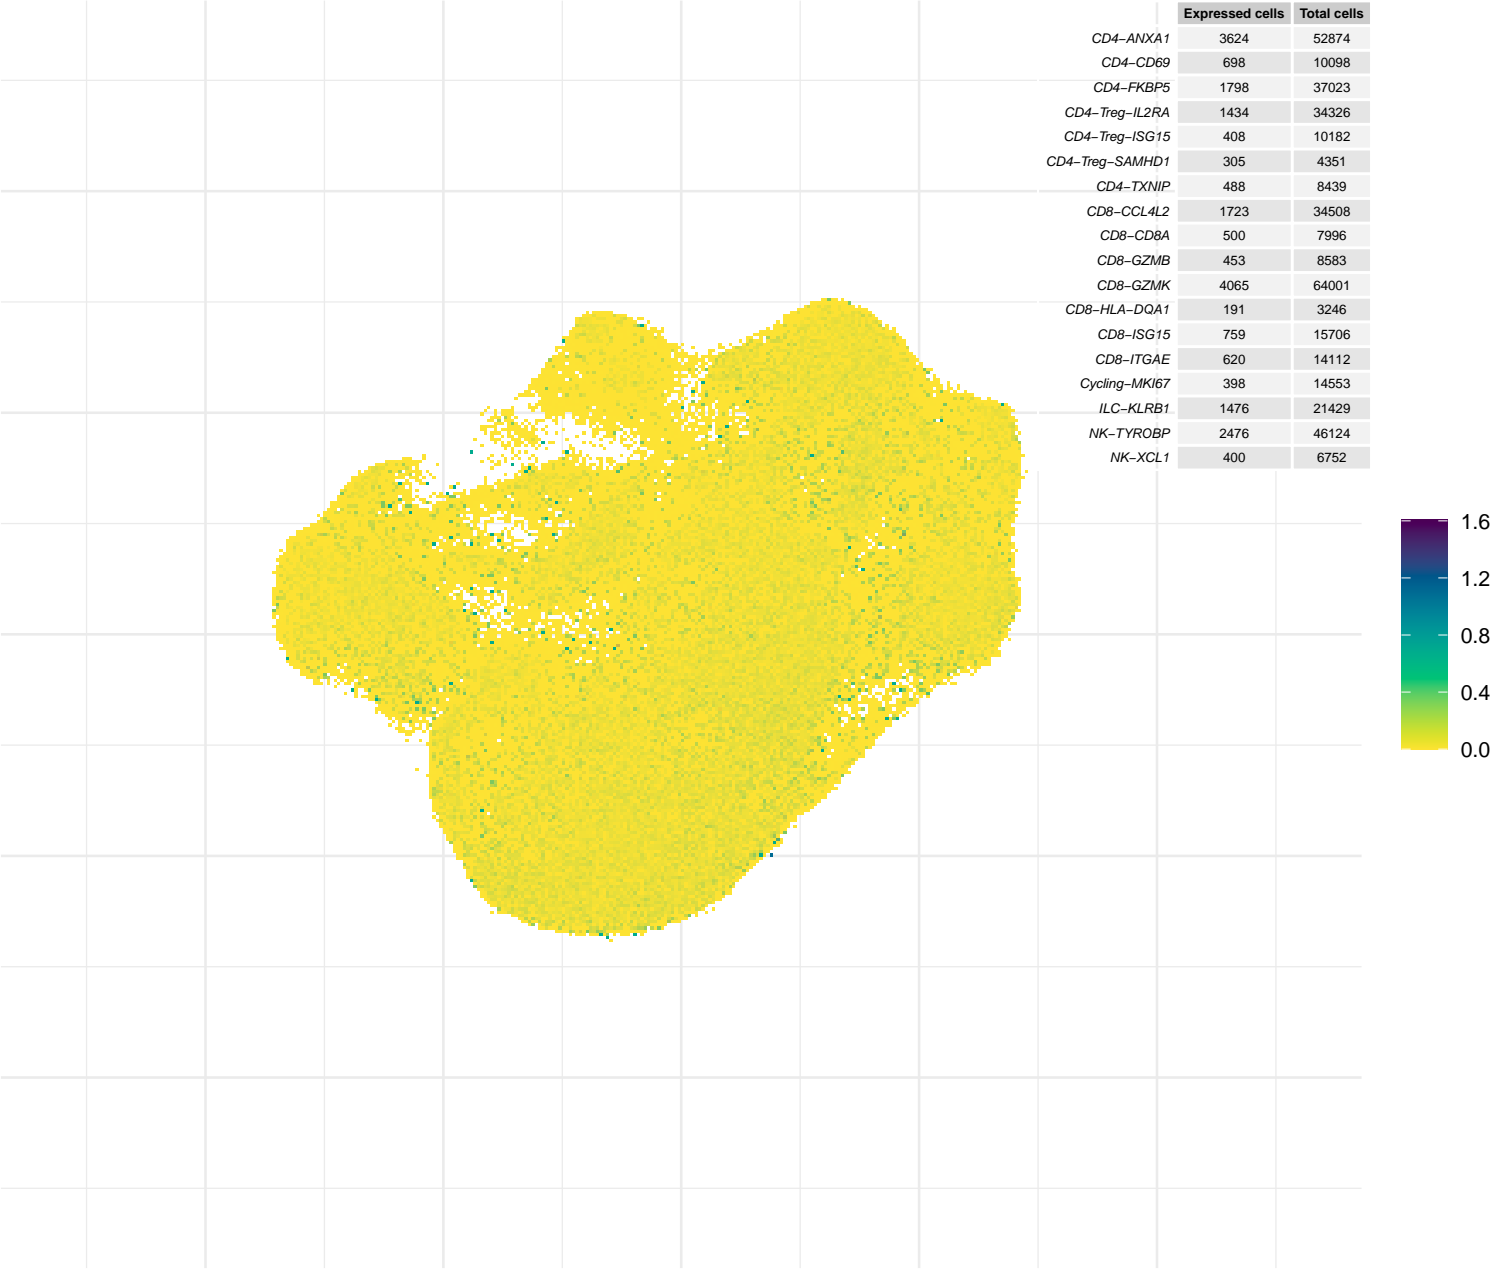 Expressed cells Total cells
CD4−ANXA1 3624 52874
CD4−CD69 698 10098
CD4−FKBP5 1798 37023
CD4−Treg−IL2RA 1434 34326
CD4−Treg−ISG15 408 10182
CD4−Treg−SAMHD1 305 4351
CD4−TXNIP 488 8439
CD8−CCL4L2 1723 34508
CD8−CD8A 500 7996
CD8−GZMB 453 8583
CD8−GZMK 4065 64001
CD8−HLA−DQA1 191 3246
CD8−ISG15 759 15706
CD8−ITGAE 620 14112
Cycling−MKI67 398 14553
ILC−KLRB1 1476 21429
NK−TYROBP 2476 46124
NK−XCL1 400 6752
1.6
1.2
0.8
0.4
0.0